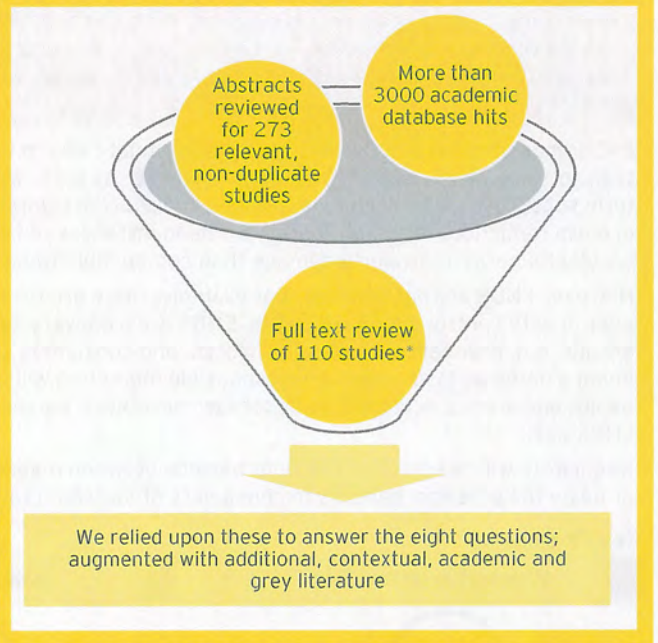 Abstracts
reviewed
for 273
relevant,
non-duplicate
studies
More than
3000 academic
database hits
Full text review
of 110 studies*
We relied upon these to answer the eight questions;
augmented with additional, contextual, academic and
grey literature